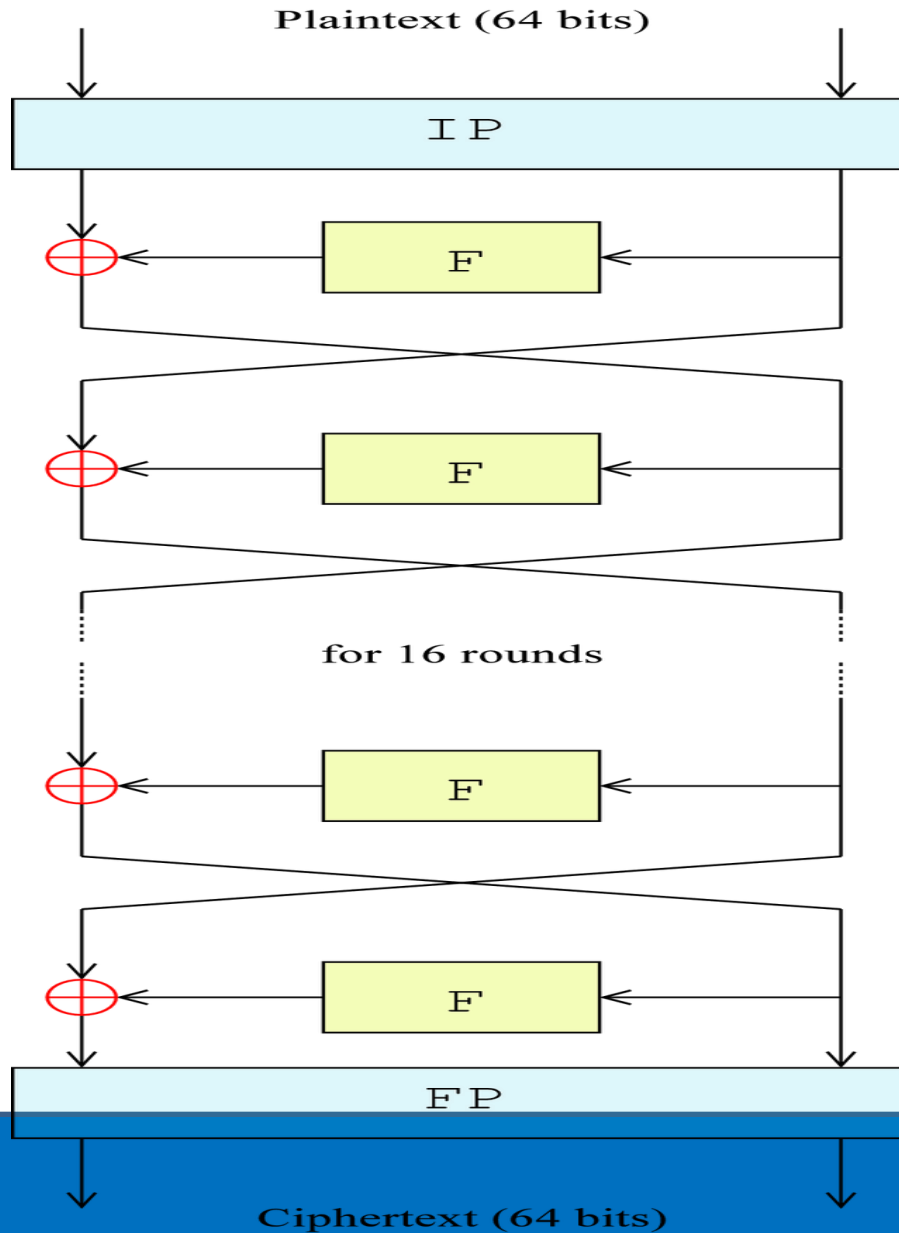 Plaintext (64 bits)
IP
F
F
for 16 rounds
F
F
FP
Ciphertext (64 bits)